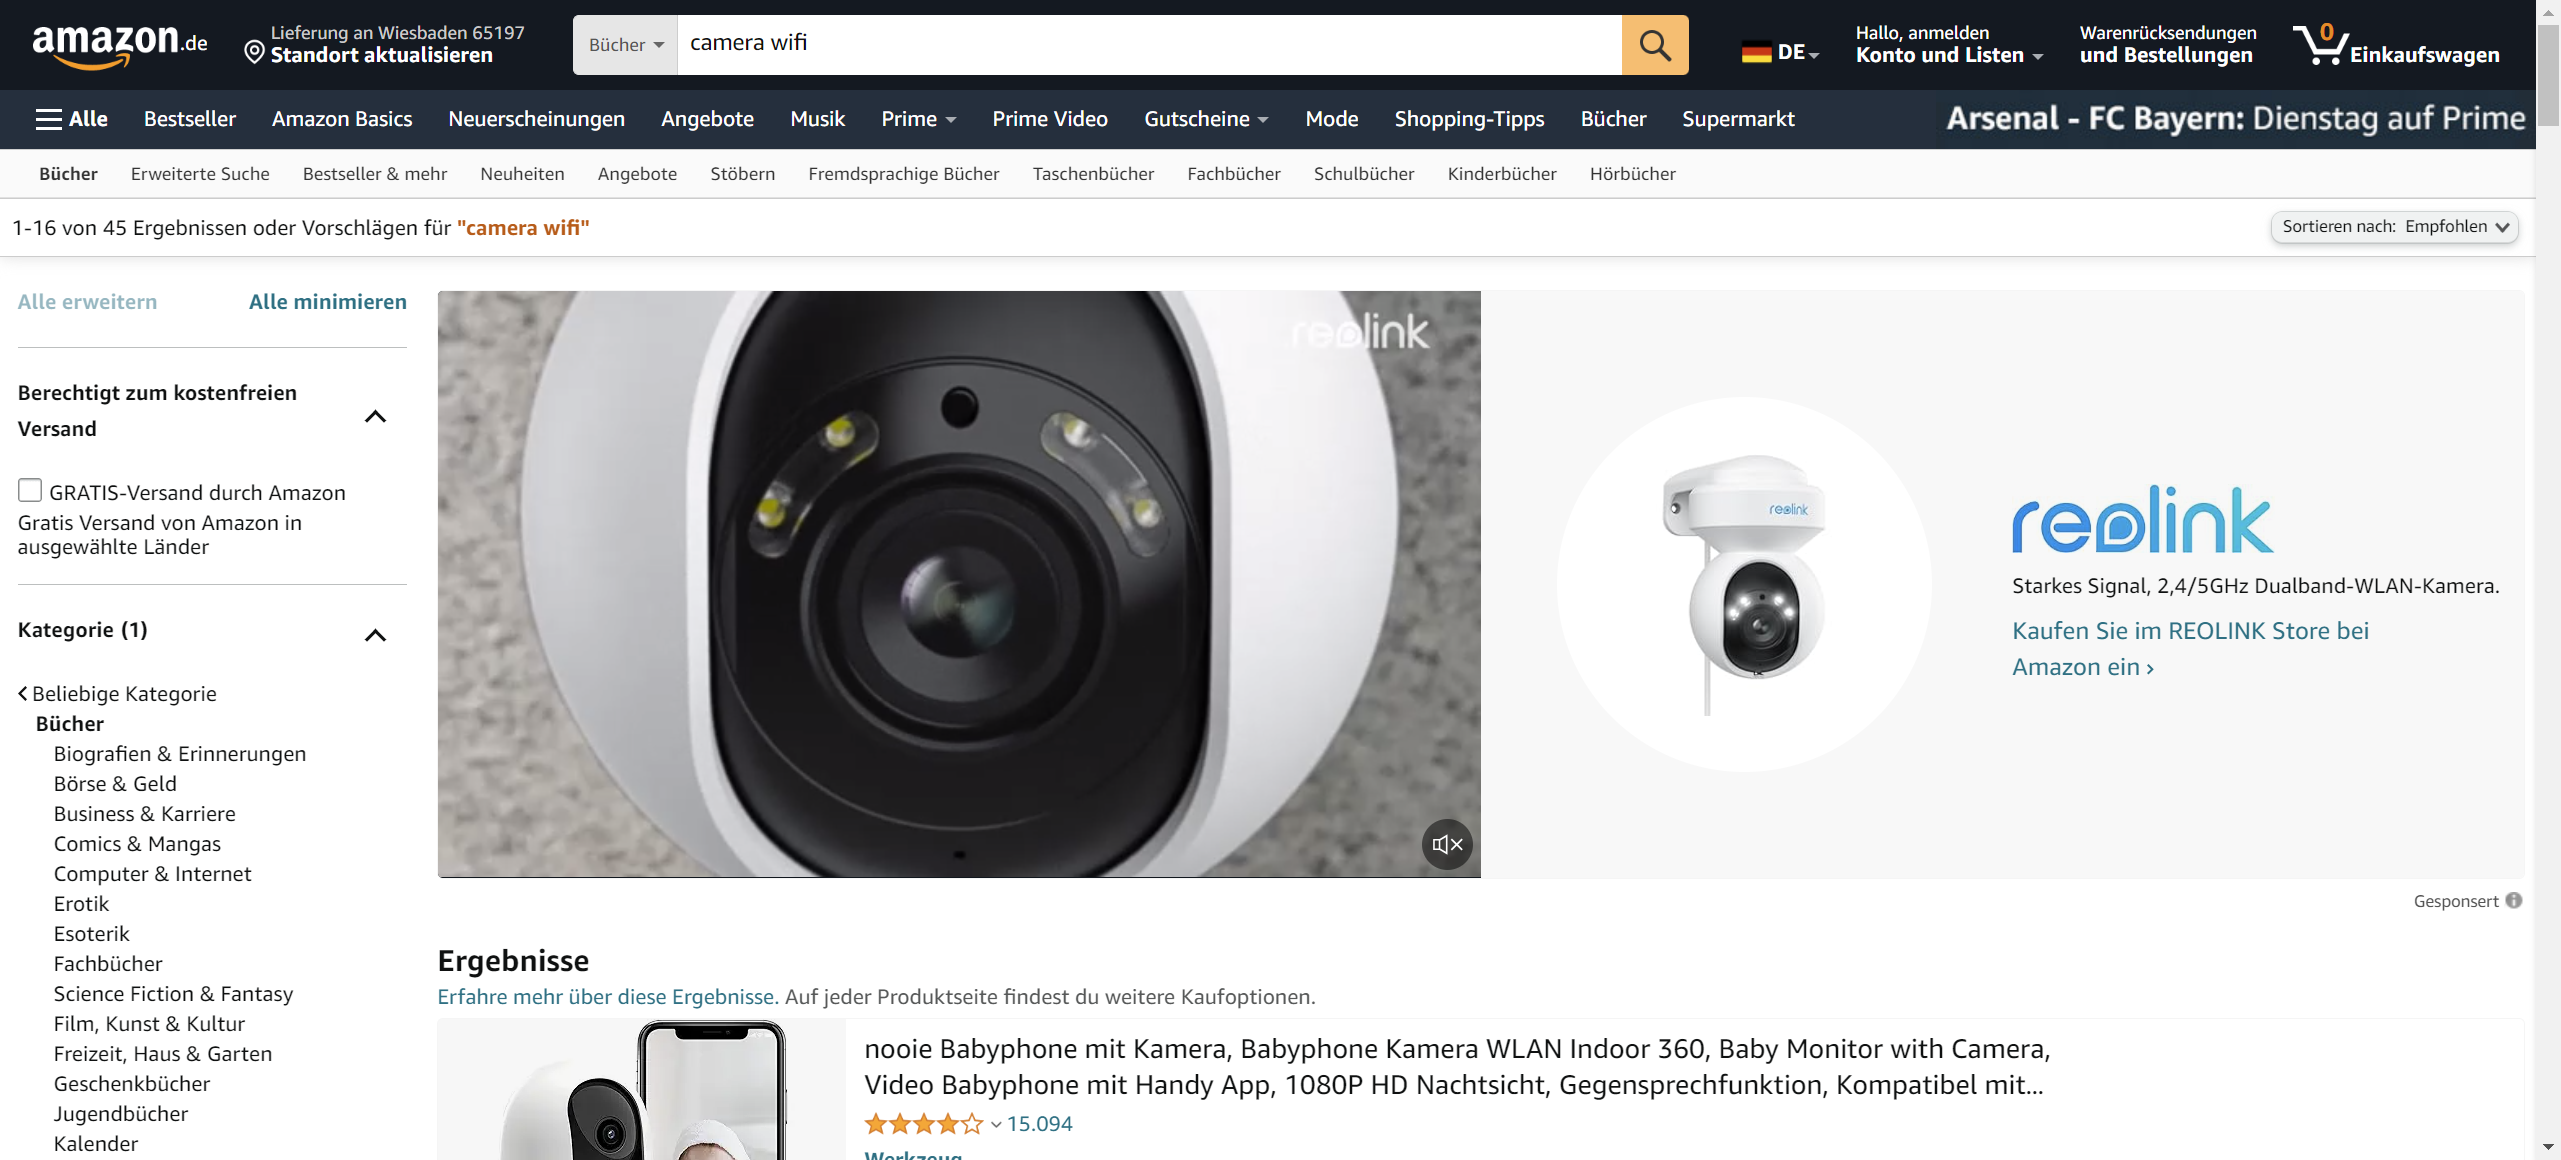 amazon.de
Lieferung an Wiesbaden 65197
Standort aktualisieren
Bücher
camera wifi
DE
Hallo, anmelden
Konto und Listen
Warenrücksendungen
und Bestellungen
0
Einkaufswagen
Alle
Bestseller
Amazon Basics
Neuerscheinungen
Angebote
Musik
Prime
Prime Video
Gutscheine
Mode
Shopping-Tipps
Bücher
Supermarkt
Arsenal - FC Bayern: Dienstag auf Prime
Bücher
Erweiterte Suche
Bestseller & mehr
Neuheiten
Angebote
Stöbern
Fremdsprachige Bücher
Taschenbücher
Fachbücher
Schulbücher
Kinderbücher
Hörbücher
1-16 von 45 Ergebnissen oder Vorschlägen für "camera wifi"
Sortieren nach: Empfohlen
Alle erweitern
Alle minimieren
Berechtigt zum kostenfreien
Versand
GRATIS-Versand durch Amazon
Gratis Versand von Amazon in
ausgewählte Länder
Kategorie (1)
Beliebige Kategorie
Bücher
Biografien & Erinnerungen
Börse & Geld
Business & Karriere
Comics & Mangas
Computer & Internet
Erotik
Esoterik
Fachbücher
Science Fiction & Fantasy
Film, Kunst & Kultur
Freizeit, Haus & Garten
Geschenkbücher
Jugendbücher
Kalender
reolink
reolink
reolink
Starkes Signal, 2,4/5GHz Dualband-WLAN-Kamera.
Kaufen Sie im REOLINK Store bei
Amazon ein ›
Gesponsert
Ergebnisse
Erfahre mehr über diese Ergebnisse. Auf jeder Produktseite findest du weitere Kaufoptionen.
nooie Babyphone mit Kamera, Babyphone Kamera WLAN Indoor 360, Baby Monitor with Camera,
Video Babyphone mit Handy App, 1080P HD Nachtsicht, Gegensprechfunktion, Kompatibel mit...
15.094
Werkzeug